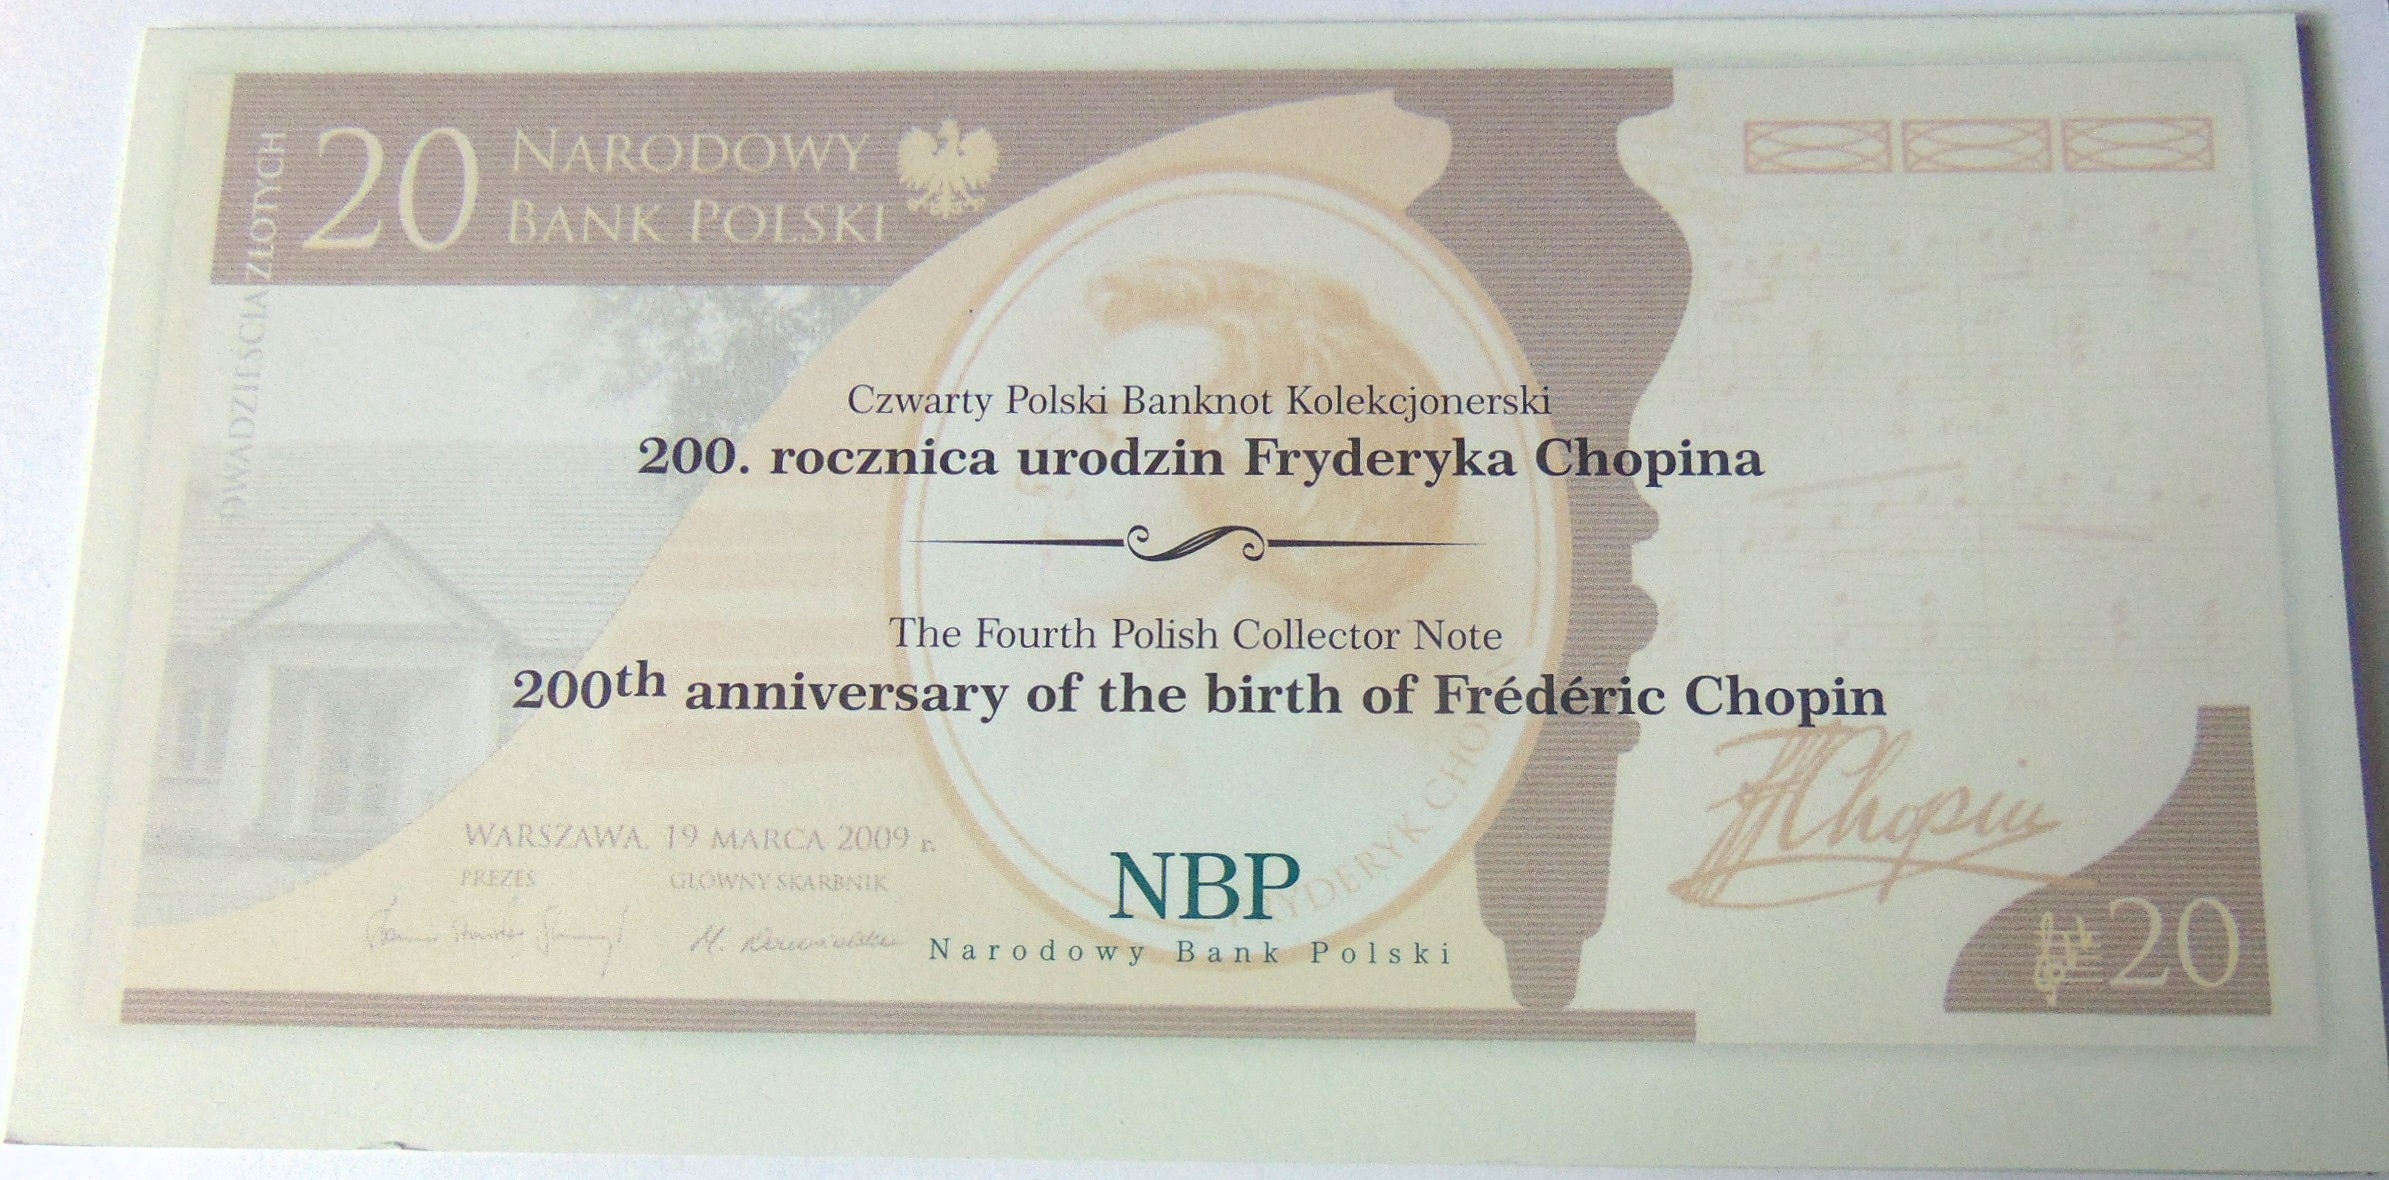 DWADZIEŚCIA ZŁOTYCH
20
NARODOWY
BANK POLSKI
Czwarty Polski Banknot Kolekcjonerski
200. rocznica urodzin Fryderyka Chopina
The Fourth Polish Collector Note
200th anniversary of the birth of Frédéric Chopin
FRYDERYK CHOPIN
Chopin
WARSZAWA, 19 MARCA 2009 r.
PREZES GŁÓWNY SKARBNIK
NBP
Narodowy Bank Polski
20